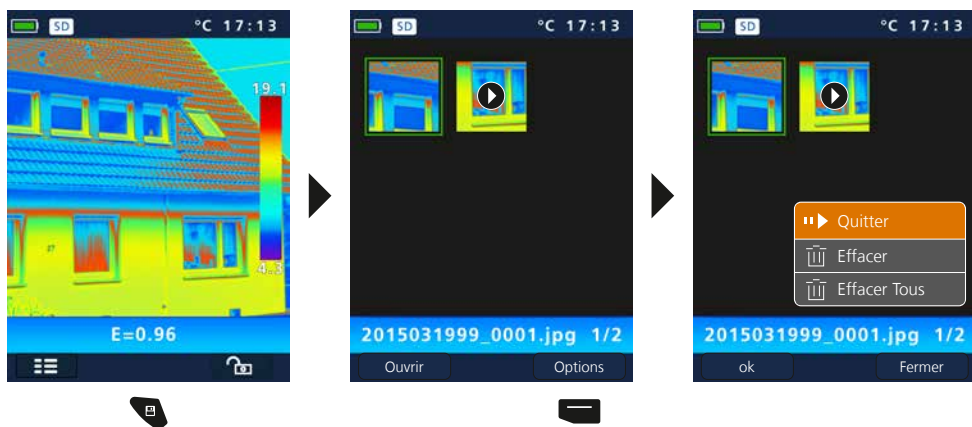 SD °C 17:13
19.1
4.3
E=0.96
SD °C 17:13
2015031999_0001.jpg 1/2
Ouvrir Options
SD °C 17:13
Quitter
Effacer
Effacer Tous
2015031999_0001.jpg 1/2
ok Fermer